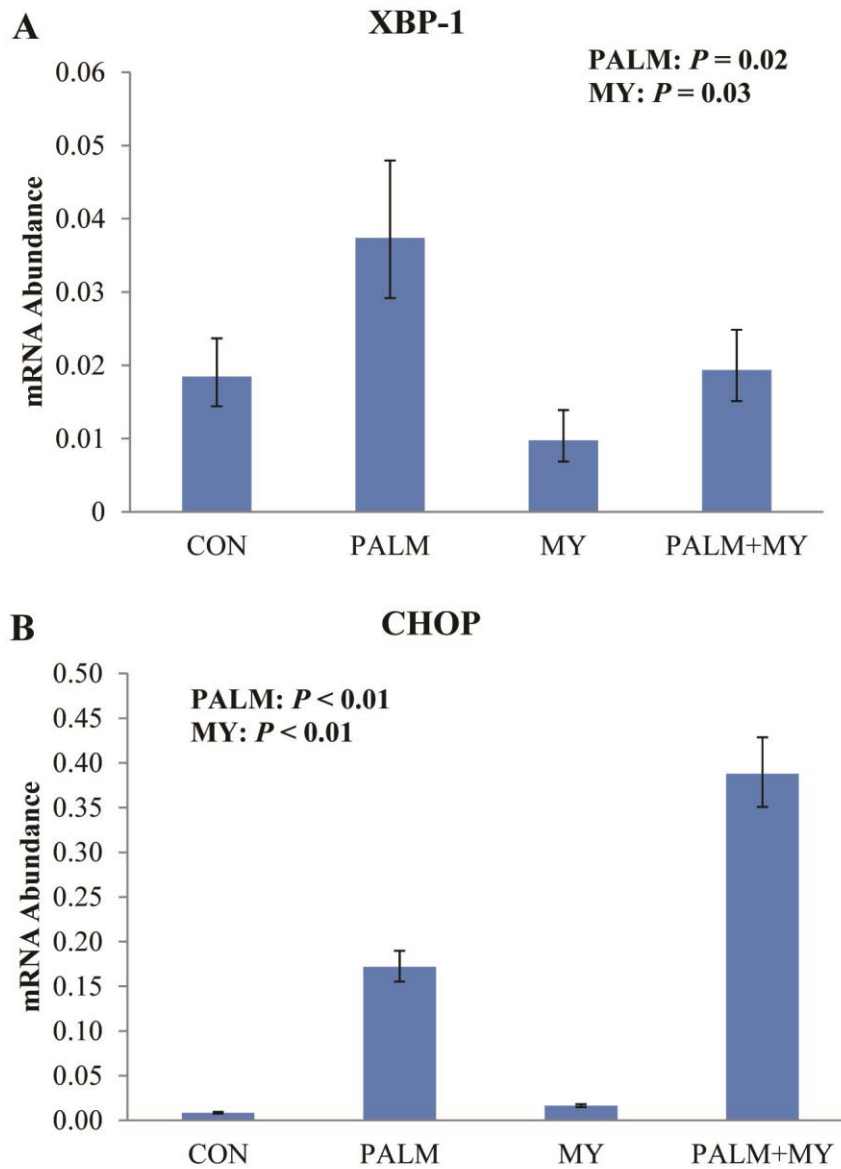 A
XBP-1
PALM: P = 0.02
MY: P = 0.03
mRNA Abundance
0.06
0.05
0.04
0.03
0.02
0.01
0
CON PALM MY PALM+MY
B
CHOP
PALM: P < 0.01
MY: P < 0.01
mRNA Abundance
0.50
0.45
0.40
0.35
0.30
0.25
0.20
0.15
0.10
0.05
0.00
CON PALM MY PALM+MY